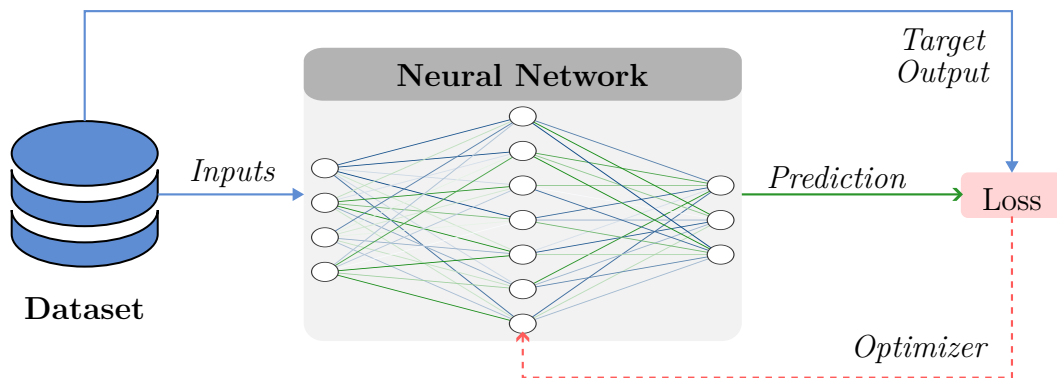 Target
Output
Neural Network
Inputs
Prediction
Loss
Dataset
Optimizer